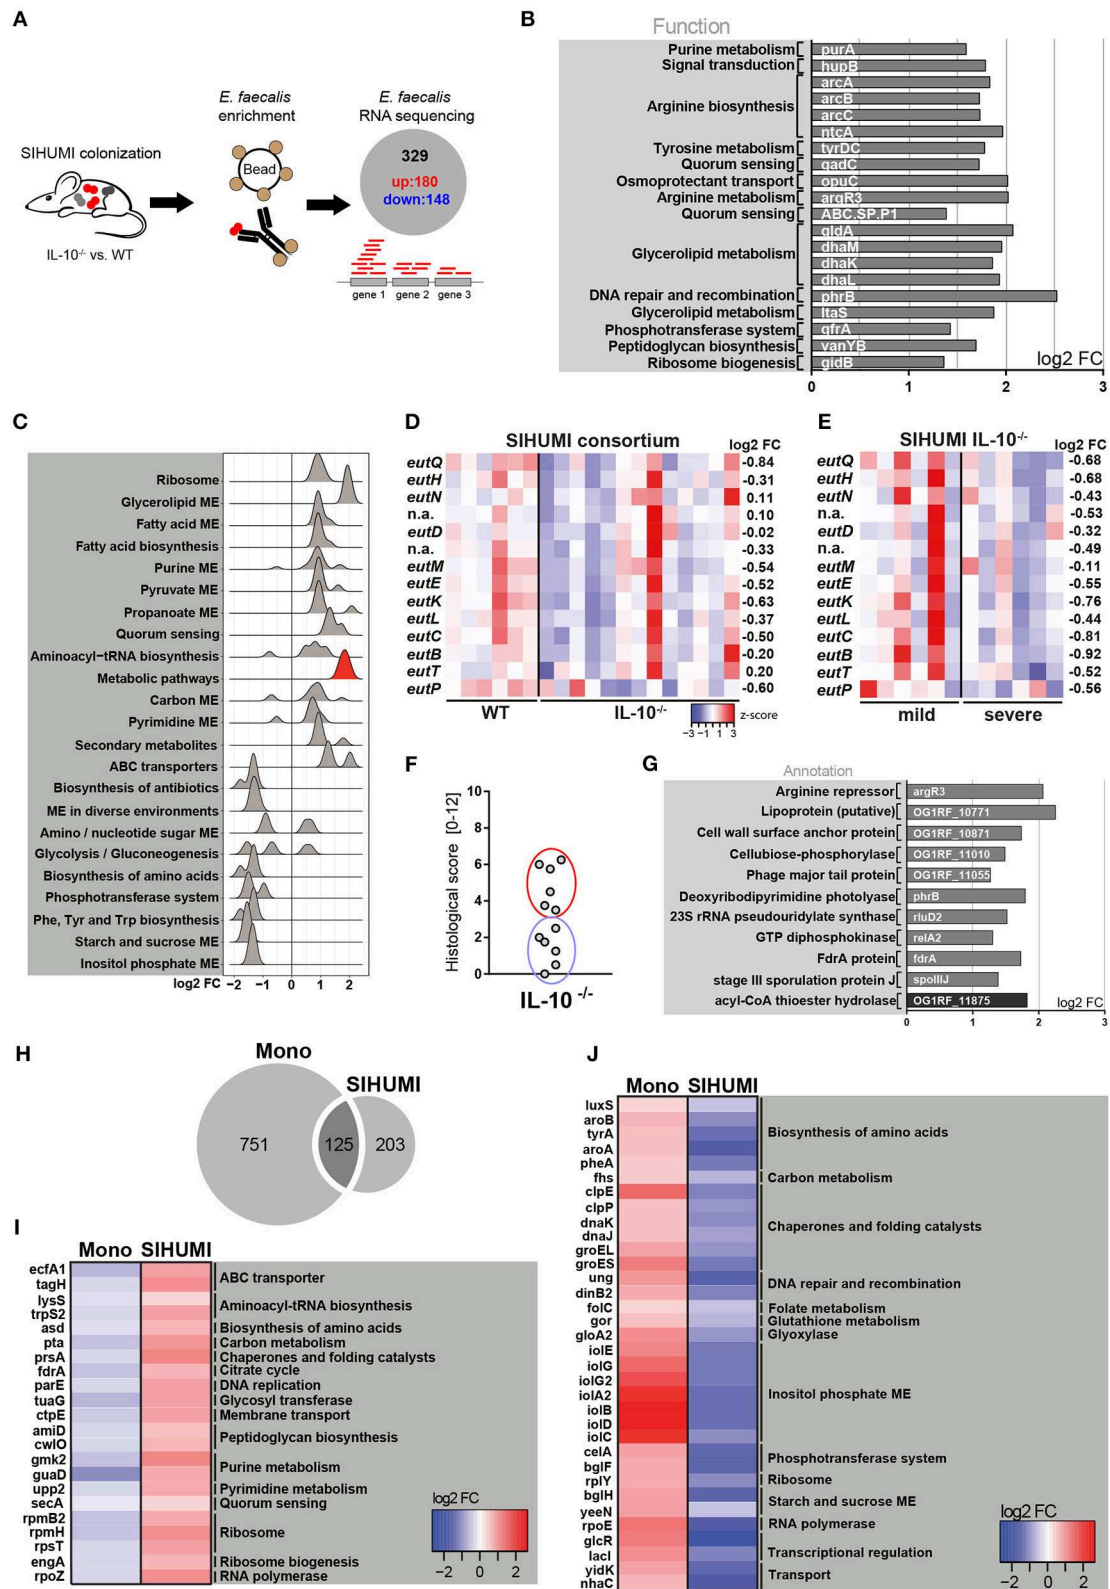 A
SIHUMI colonization
IL-10-/- vs. WT
E. faecalis
enrichment
Bead
E. faecalis
RNA sequencing
329
up:180
down:148
gene 1 gene 2 gene 3
B
Function
Purine metabolism purA
Signal transduction hupB
Arginine biosynthesis
arcA
arcB
arcC
ntcA
Tyrosine metabolism tyrDC
Quorum sensing gadC
Osmoprotectant transport opuC
Arginine metabolism argR3
Quorum sensing ABC.SP.P1
Glycerolipid metabolism
gldA
dhaM
dhaK
dhaL
DNA repair and recombination phrB
Glycerolipid metabolism ltaS
Phosphotransferase system gfrA
Peptidoglycan biosynthesis vanYB
Ribosome biogenesis gidB
log2 FC
0 1 2 3
C
Ribosome
Glycerolipid ME
Fatty acid ME
Fatty acid biosynthesis
Purine ME
Pyruvate ME
Propanoate ME
Quorum sensing
Aminoacyl−tRNA biosynthesis
Metabolic pathways
Carbon ME
Pyrimidine ME
Secondary metabolites
ABC transporters
Biosynthesis of antibiotics
ME in diverse environments
Amino / nucleotide sugar ME
Glycolysis / Gluconeogenesis
Biosynthesis of amino acids
Phosphotransferase system
Phe, Tyr and Trp biosynthesis
Starch and sucrose ME
Inositol phosphate ME
log2 FC −2 −1 0 1 2
D
SIHUMI consortium
log2 FC
eutQ -0.84
eutH -0.31
eutN 0.11
n.a. 0.10
eutD -0.02
n.a. -0.33
eutM -0.54
eutE -0.52
eutK -0.63
eutL -0.37
eutC -0.50
eutB -0.20
eutT 0.20
eutP -0.60
WT IL-10-/-
z-score
−3 −1 1 3
E
SIHUMI IL-10-/-
log2 FC
eutQ -0.68
eutH -0.68
eutN -0.43
n.a. -0.53
eutD -0.32
n.a. -0.49
eutM -0.11
eutE -0.55
eutK -0.76
eutL -0.44
eutC -0.81
eutB -0.92
eutT -0.52
eutP -0.56
mild severe
F
Histological score [0-12]
10
8
6
4
2
0
IL-10 -/-
G
Annotation
Arginine repressor argR3
Lipoprotein (putative) OG1RF_10771
Cell wall surface anchor protein OG1RF_10871
Cellubiose-phosphorylase OG1RF_11010
Phage major tail protein OG1RF_11055
Deoxyribodipyrimidine photolyase phrB
23S rRNA pseudouridylate synthase rluD2
GTP diphosphokinase relA2
FdrA protein fdrA
stage III sporulation protein J spoIIIJ
acyl-CoA thioester hydrolase OG1RF_11875
log2 FC
0 1 2 3
H
Mono
SIHUMI
751 125 203
I
Mono SIHUMI
ecfA1
tagH
ABC transporter
lysS
trpS2
Aminoacyl-tRNA biosynthesis
asd Biosynthesis of amino acids
pta Carbon metabolism
prsA Chaperones and folding catalysts
fdrA Citrate cycle
parE DNA replication
tuaG Glycosyl transferase
ctpE Membrane transport
amiD
cwlO
Peptidoglycan biosynthesis
gmk2
guaD
Purine metabolism
upp2 Pyrimidine metabolism
secA Quorum sensing
rpmB2
rpmH
rpsT
Ribosome
engA Ribosome biogenesis
rpoZ RNA polymerase
log2 FC
−2 0 2
J
Mono SIHUMI
luxS
aroB
tyrA
aroA
pheA
Biosynthesis of amino acids
fhs Carbon metabolism
clpE
clpP
dnaK
dnaJ
groEL
groES
Chaperones and folding catalysts
ung
dinB2
DNA repair and recombination
folC Folate metabolism
gor Glutathione metabolism
gloA2 Glyoxylase
iolE
iolG
iolG2
iolA2
iolB
iolD
iolC
Inositol phosphate ME
celA
bglF
Phosphotransferase system
rplY Ribosome
bglH
yeeN
Starch and sucrose ME
rpoE RNA polymerase
glcR
lacI
Transcriptional regulation
yidK
nhaC
Transport
log2 FC
−2 0 2